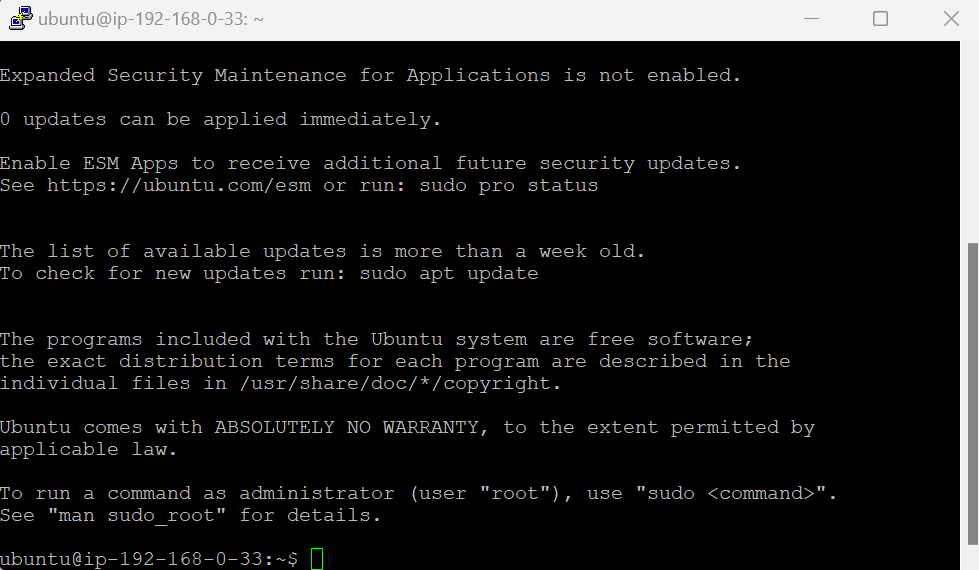 ubuntu@ip-192-168-0-33: ~
Expanded Security Maintenance for Applications is not enabled.
0 updates can be applied immediately.
Enable ESM Apps to receive additional future security updates.
See https://ubuntu.com/esm or run: sudo pro status
The list of available updates is more than a week old.
To check for new updates run: sudo apt update
The programs included with the Ubuntu system are free software;
the exact distribution terms for each program are described in the
individual files in /usr/share/doc/*/copyright.
Ubuntu comes with ABSOLUTELY NO WARRANTY, to the extent permitted by
applicable law.
To run a command as administrator (user "root"), use "sudo <command>".
See "man sudo_root" for details.
ubuntu@ip-192-168-0-33:~$